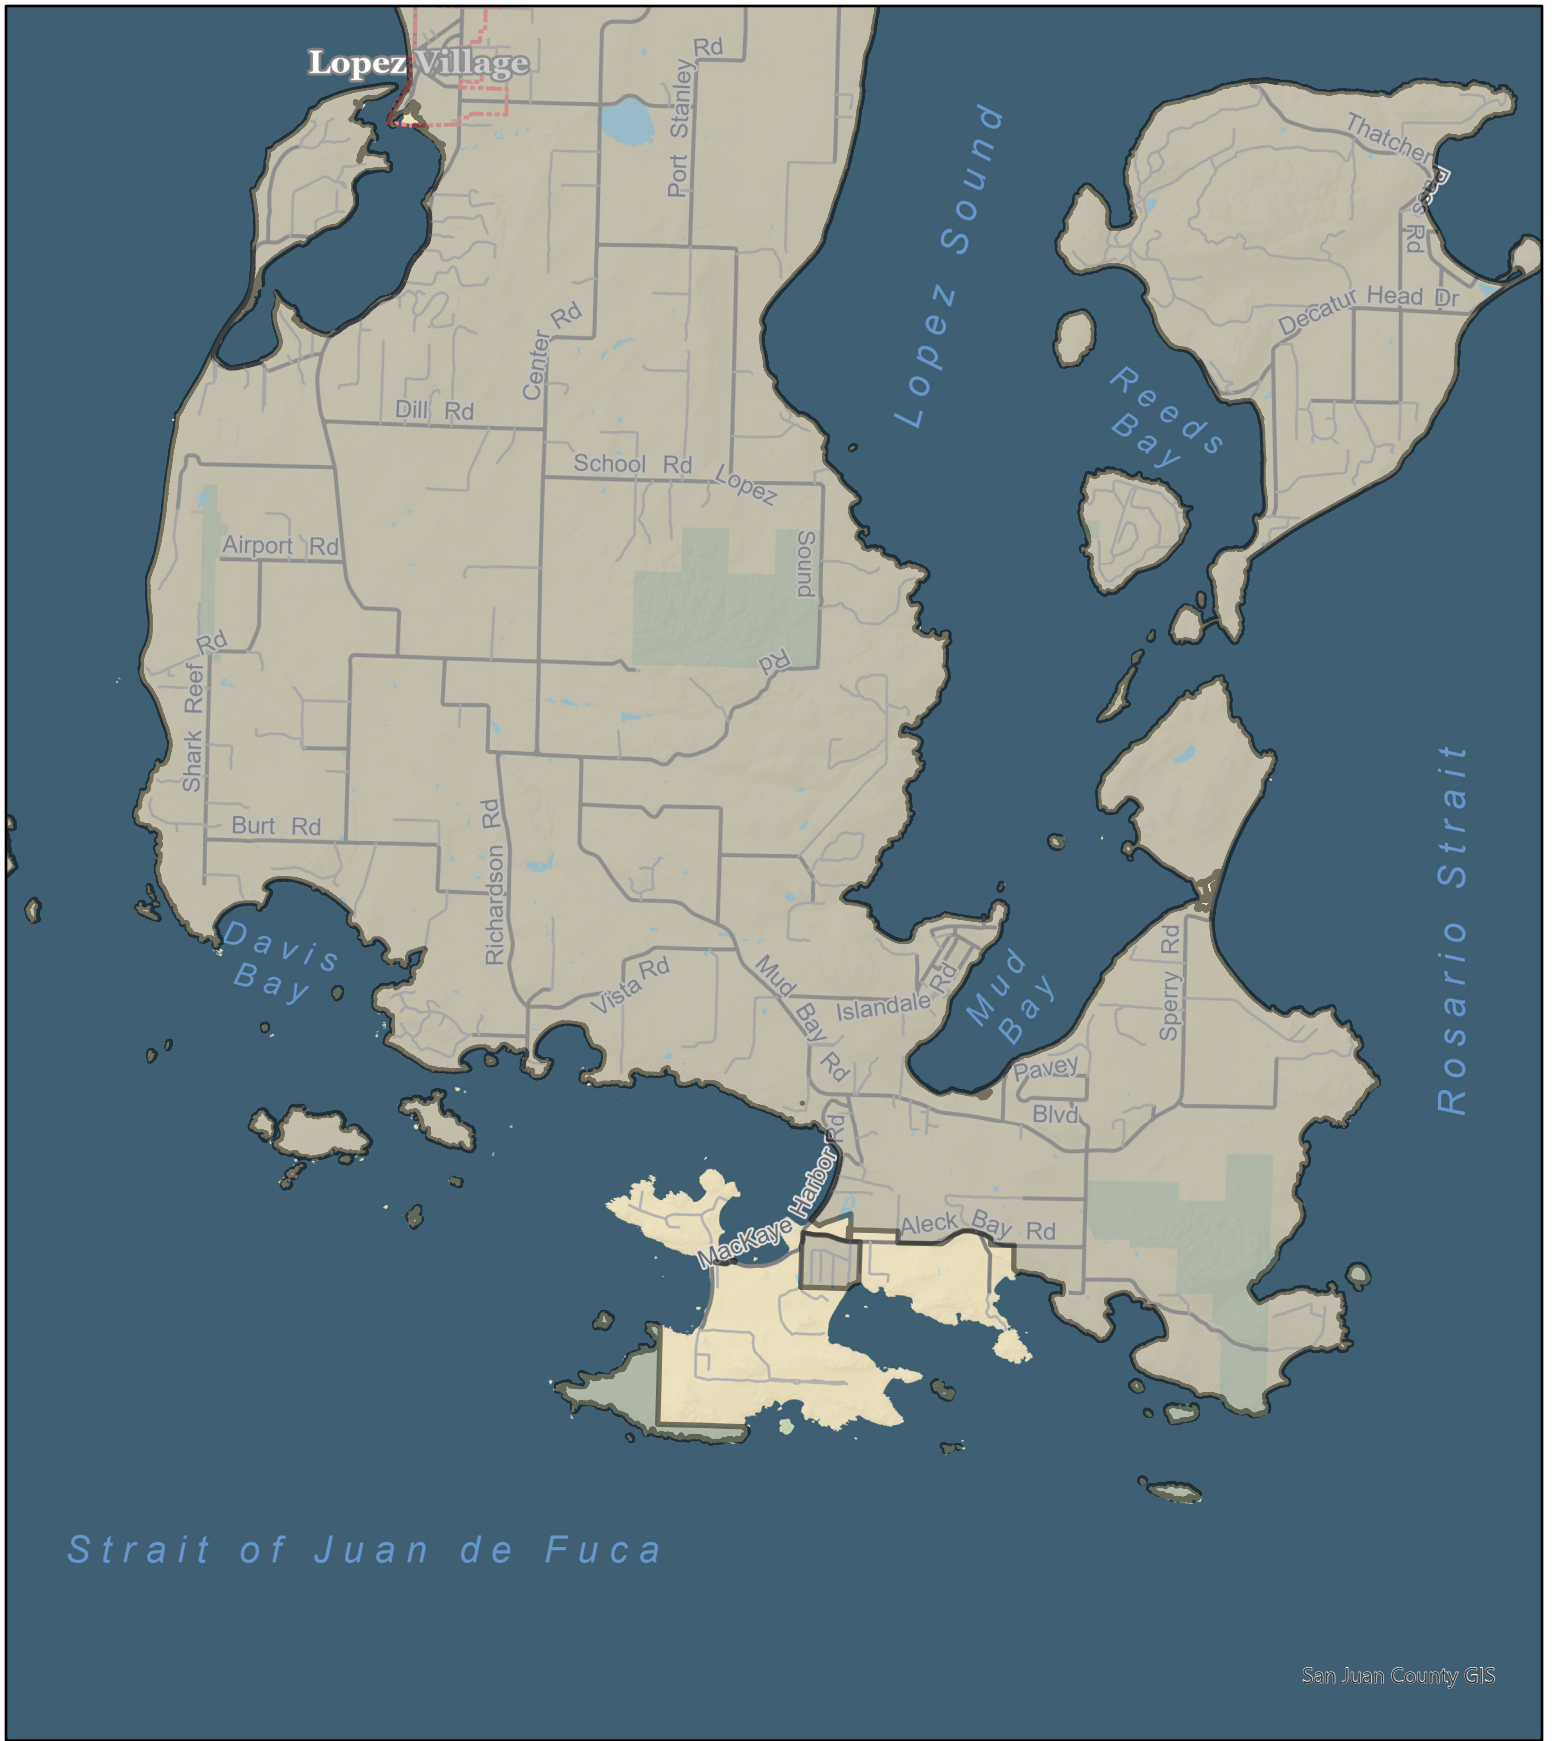 Lopez Village
Port Stanley Rd
Lopez Sound
Thatcher Pass Rd
Decatur Head Dr
Center Rd
Reeds
Bay
Dill Rd
School Rd
Lopez Sound Rd
Airport Rd
Shark Reef Rd
Burt Rd
Richardson Rd
Rosario Strait
Davis
Bay
Vista Rd
Mud Bay Rd
Islandale Rd
Mud
Bay
Sperry Rd
Pavey
Blvd
MacKaye Harbor Rd
Aleck Bay Rd
Strait of Juan de Fuca
San Juan County GIS